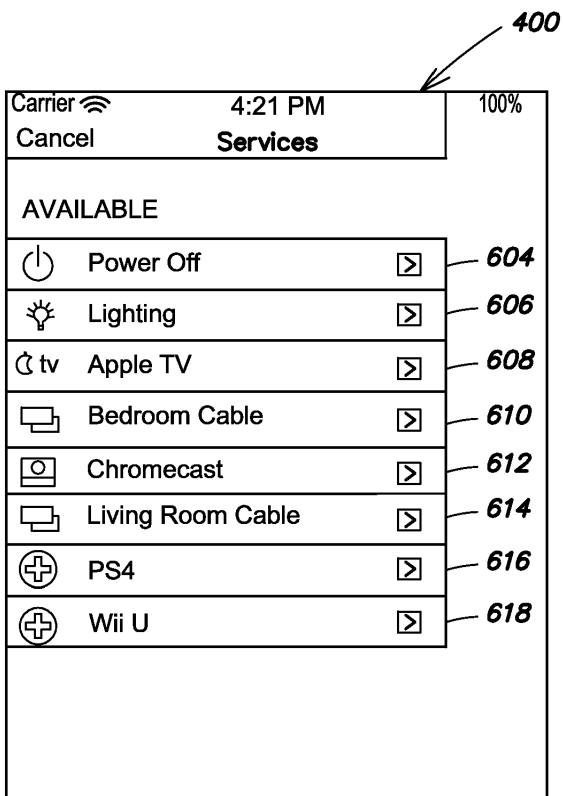 400
Carrier 4:21 PM 100%
Cancel Services
AVAILABLE
Power Off 604
Lighting 606
tv Apple TV 608
Bedroom Cable 610
Chromecast 612
Living Room Cable 614
PS4 616
Wii U 618